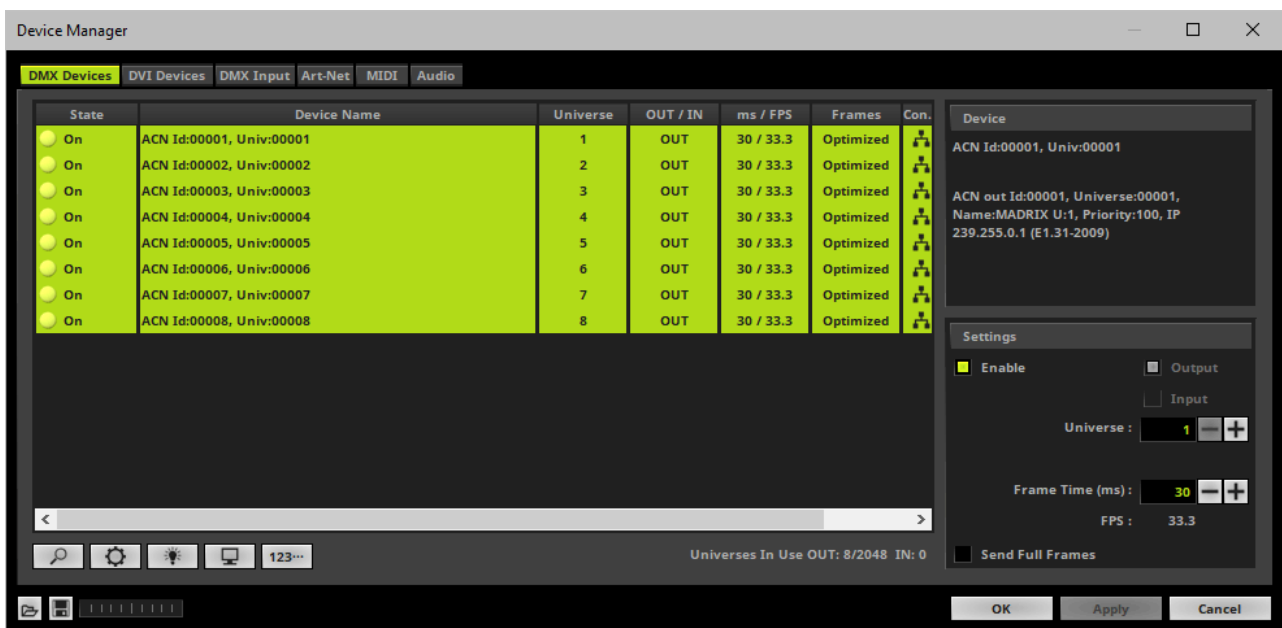 Device Manager
DMX Devices DVI Devices DMX Input Art-Net MIDI Audio
State Device Name Universe OUT / IN ms / FPS Frames Con.
On ACN Id:00001, Univ:00001 1 OUT 30 / 33.3 Optimized
On ACN Id:00002, Univ:00002 2 OUT 30 / 33.3 Optimized
On ACN Id:00003, Univ:00003 3 OUT 30 / 33.3 Optimized
On ACN Id:00004, Univ:00004 4 OUT 30 / 33.3 Optimized
On ACN Id:00005, Univ:00005 5 OUT 30 / 33.3 Optimized
On ACN Id:00006, Univ:00006 6 OUT 30 / 33.3 Optimized
On ACN Id:00007, Univ:00007 7 OUT 30 / 33.3 Optimized
On ACN Id:00008, Univ:00008 8 OUT 30 / 33.3 Optimized
123...
Universes In Use OUT: 8/2048 IN: 0
Device
ACN Id:00001, Univ:00001
ACN out Id:00001, Universe:00001,
Name:MADRIX U:1, Priority:100, IP
239.255.0.1 (E1.31-2009)
Settings
Enable Output
Input
Universe : 1
Frame Time (ms) : 30
FPS : 33.3
Send Full Frames
OK Apply Cancel